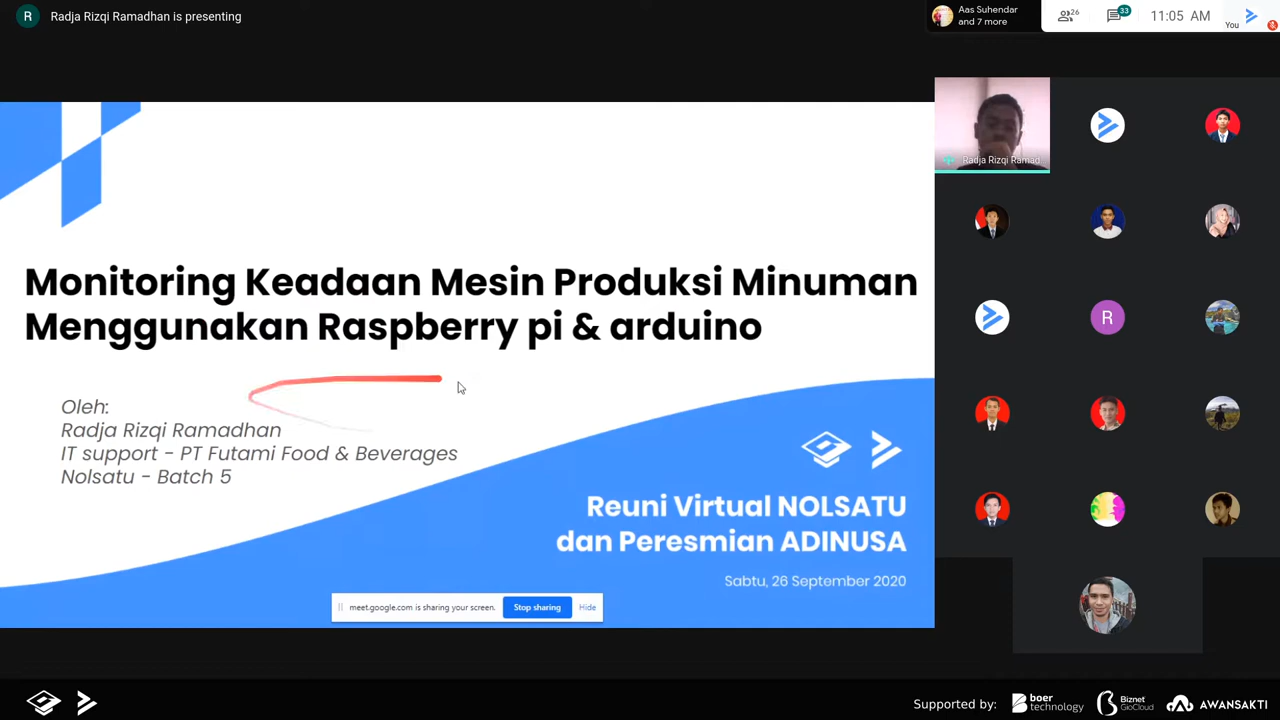 R
Radja Rizqi Ramadhan is presenting
Aas Suhendar
and 7 more
26
33
11:05 AM
You
Radja Rizqi Ramad
R
Monitoring Keadaan Mesin Produksi Minuman
Menggunakan Raspberry pi & arduino
Oleh:
Radja Rizqi Ramadhan
IT support - PT Futami Food & Beverages
Nolsatu - Batch 5
Reuni Virtual NOLSATU
dan Peresmian ADINUSA
Sabtu, 26 September 2020
meet.google.com is sharing your screen.
Stop sharing
Hide
Supported by:
boer
technology
Biznet
GioCloud
AWANSAKTI